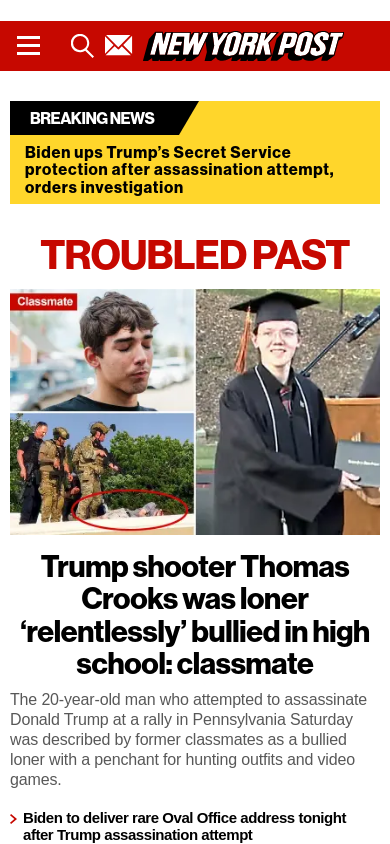 NEW YORK POST
BREAKING NEWS
Biden ups Trump’s Secret Service
protection after assassination attempt,
orders investigation
TROUBLED PAST
Classmate
Trump shooter Thomas
Crooks was loner
‘relentlessly’ bullied in high
school: classmate
The 20-year-old man who attempted to assassinate
Donald Trump at a rally in Pennsylvania Saturday
was described by former classmates as a bullied
loner with a penchant for hunting outfits and video
games.
Biden to deliver rare Oval Office address tonight
after Trump assassination attempt